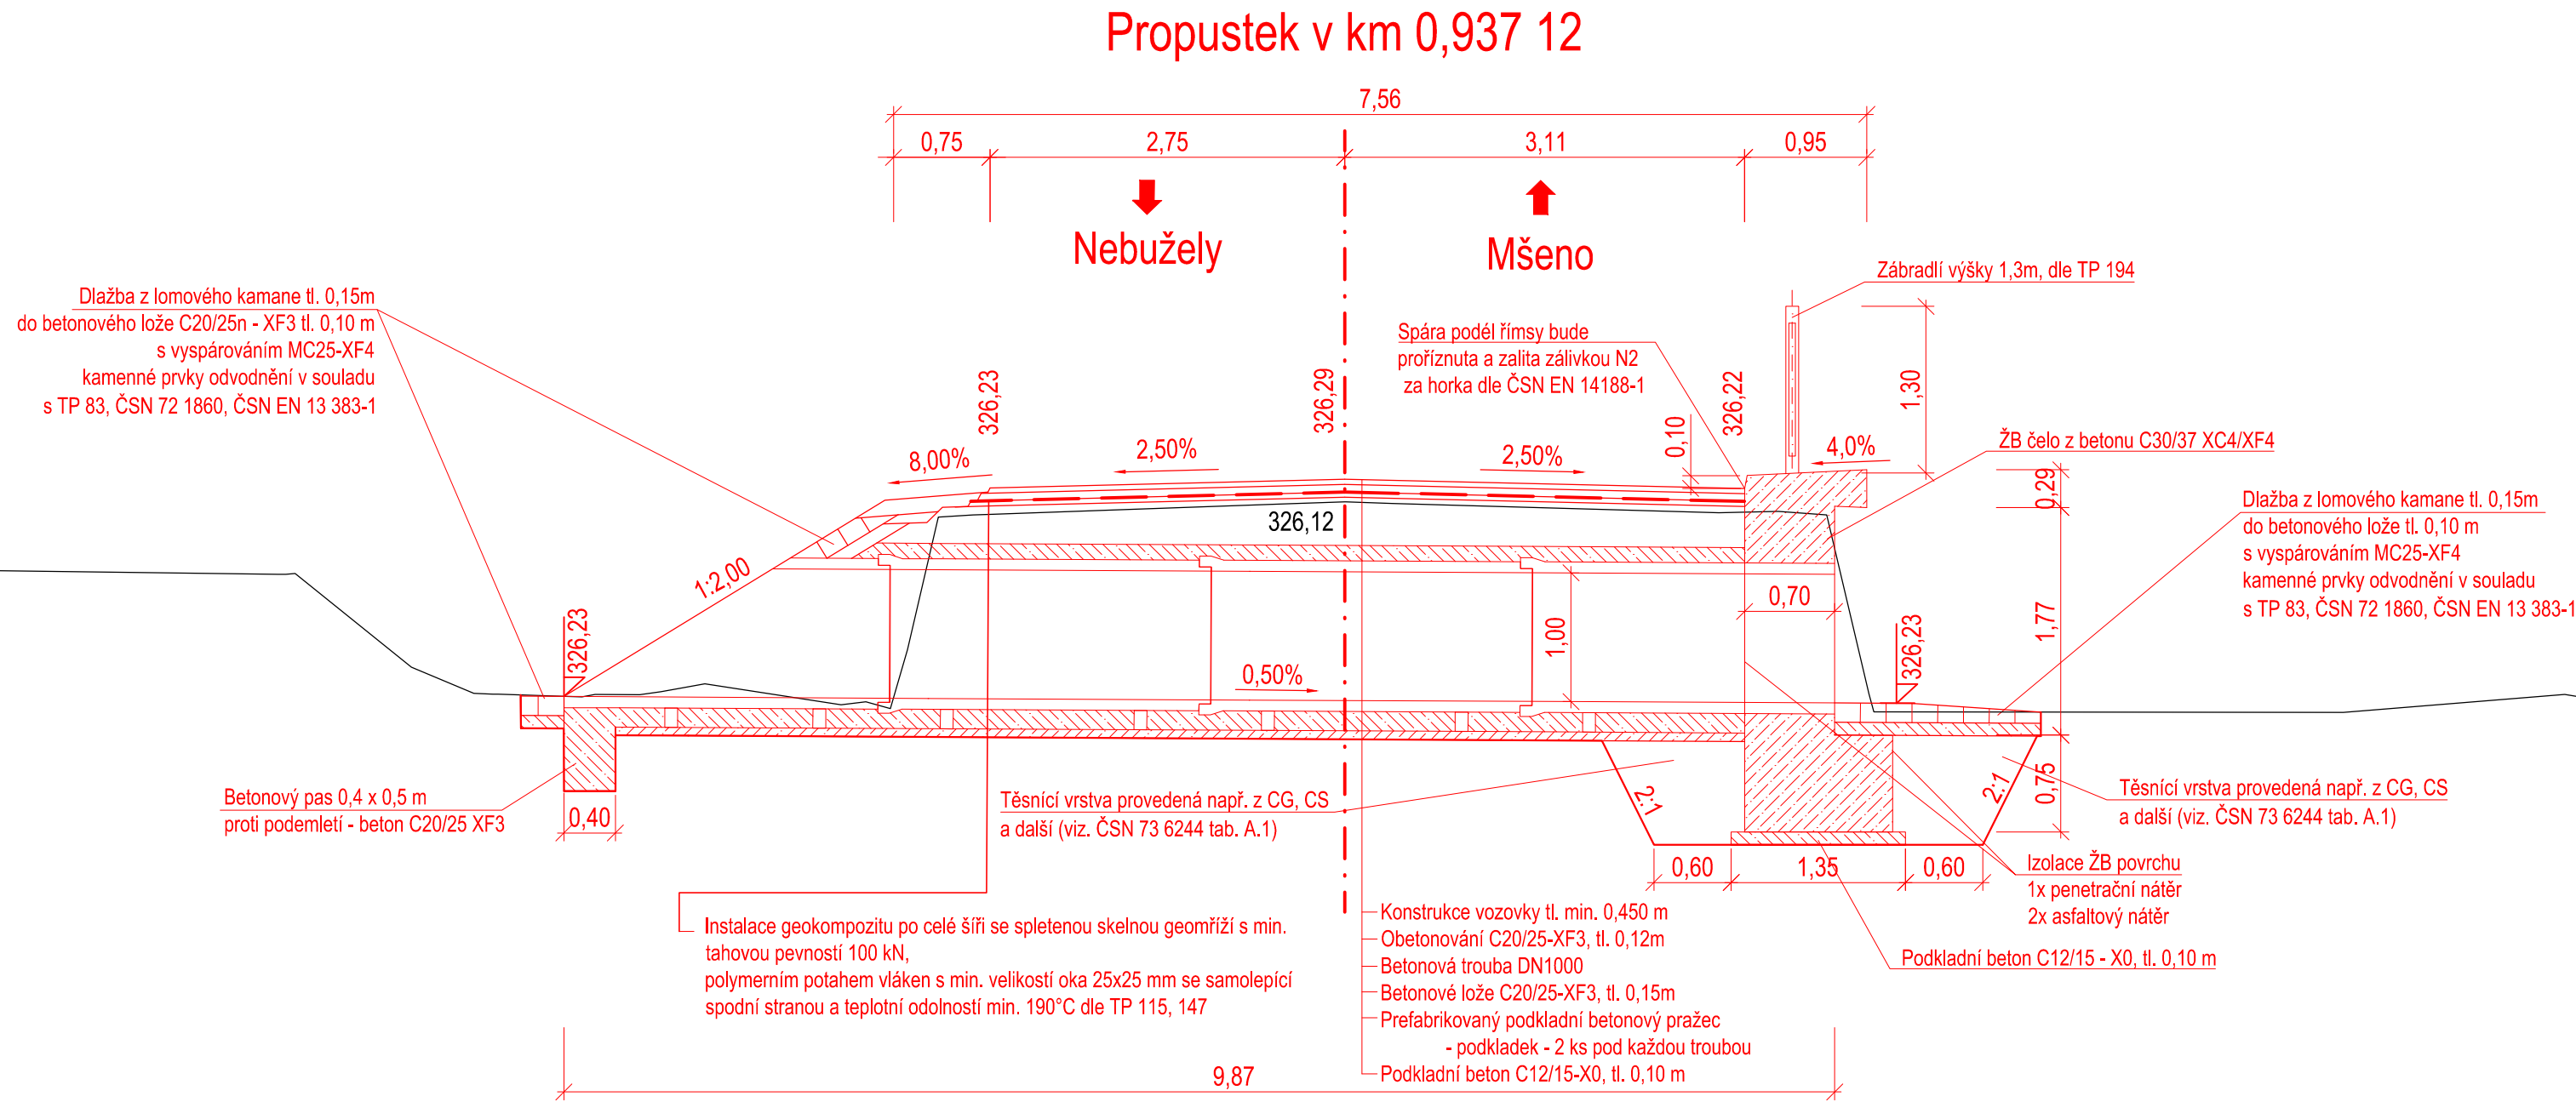 Propustek v km 0,937 12
7,56
0,75
2,75
3,11
0,95
Nebužely
Mšeno
Zábradlí výšky 1,3m, dle TP 194
Dlažba z lomového kamane tl. 0,15m
do betonového lože C20/25n - XF3 tl. 0,10 m
s vyspárováním MC25-XF4
kamenné prvky odvodnění v souladu
s TP 83, ČSN 72 1860, ČSN EN 13 383-1
Spára podél římsy bude
proříznuta a zalita zálivkou N2
za horka dle ČSN EN 14188-1
326,23
326,29
326,22
1,30
0,10
8,00%
2,50%
2,50%
4,0%
ŽB čelo z betonu C30/37 XC4/XF4
0,29
Dlažba z lomového kamane tl. 0,15m
do betonového lože tl. 0,10 m
s vyspárováním MC25-XF4
kamenné prvky odvodnění v souladu
s TP 83, ČSN 72 1860, ČSN EN 13 383-1
326,12
1:2,00
0,70
1,00
1,77
326,23
326,23
0,50%
Betonový pas 0,4 x 0,5 m
proti podemletí - beton C20/25 XF3
0,40
Těsnící vrstva provedená např. z CG, CS
a další (viz. ČSN 73 6244 tab. A.1)
2:1
2:1
0,75
Těsnící vrstva provedená např. z CG, CS
a další (viz. ČSN 73 6244 tab. A.1)
0,60
1,35
0,60
Izolace ŽB povrchu
1x penetrační nátěr
2x asfaltový nátěr
Podkladní beton C12/15 - X0, tl. 0,10 m
Instalace geokompozitu po celé šíři se spletenou skelnou geomříží s min.
tahovou pevností 100 kN,
polymerním potahem vláken s min. velikostí oka 25x25 mm se samolepící
spodní stranou a teplotní odolností min. 190°C dle TP 115, 147
Konstrukce vozovky tl. min. 0,450 m
Obetonování C20/25-XF3, tl. 0,12m
Betonová trouba DN1000
Betonové lože C20/25-XF3, tl. 0,15m
Prefabrikovaný podkladní betonový pražec
- podkladek - 2 ks pod každou troubou
Podkladní beton C12/15-X0, tl. 0,10 m
9,87